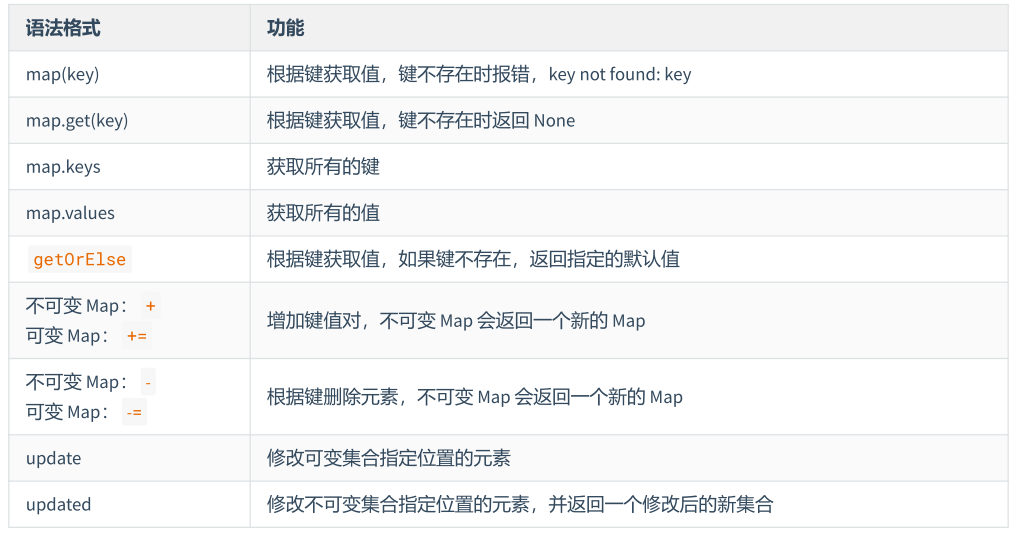 语法格式 功能
map(key) 根据键获取值，键不存在时报错，key not found: key
map.get(key) 根据键获取值，键不存在时返回 None
map.keys 获取所有的键
map.values 获取所有的值
getOrElse 根据键获取值，如果键不存在，返回指定的默认值
不可变 Map： +
可变 Map： +=
增加键值对，不可变 Map 会返回一个新的 Map
不可变 Map： -
可变 Map： -=
根据键删除元素，不可变 Map 会返回一个新的 Map
update 修改可变集合指定位置的元素
updated 修改不可变集合指定位置的元素，并返回一个修改后的新集合